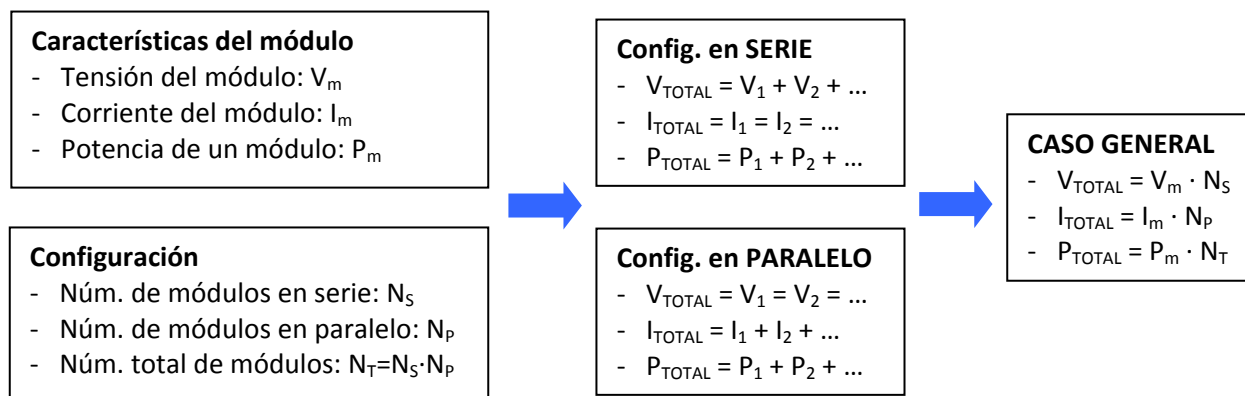 Características del módulo
- Tensión del módulo: Vm
- Corriente del módulo: Im
- Potencia de un módulo: Pm
Configuración
- Núm. de módulos en serie: NS
- Núm. de módulos en paralelo: NP
- Núm. total de módulos: NT=NS·NP
Config. en SERIE
- VTOTAL = V1 + V2 + ...
- ITOTAL = I1 = I2 = ...
- PTOTAL = P1 + P2 + ...
Config. en PARALELO
- VTOTAL = V1 = V2 = ...
- ITOTAL = I1 + I2 + ...
- PTOTAL = P1 + P2 + ...
CASO GENERAL
- VTOTAL = Vm · NS
- ITOTAL = Im · NP
- PTOTAL = Pm · NT